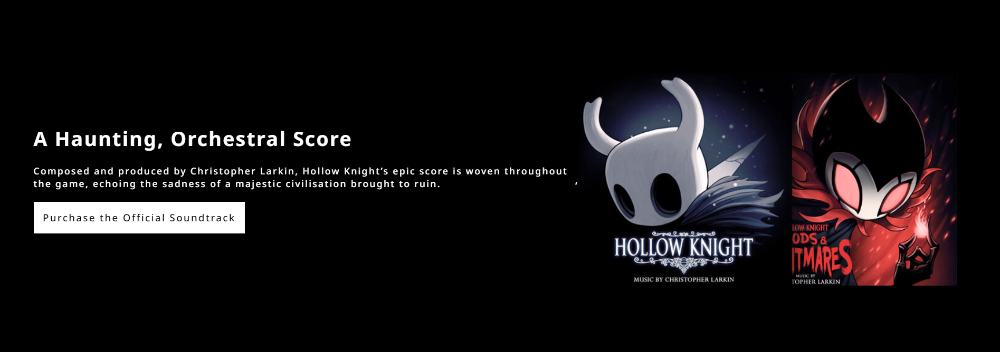 A Haunting, Orchestral Score
Composed and produced by Christopher Larkin, Hollow Knight’s epic score is woven throughout
the game, echoing the sadness of a majestic civilisation brought to ruin.
,
Purchase the Official Soundtrack
HOLLOW KNIGHT
MUSIC BY CHRISTOPHER LARKIN
LOW KNIGHT
ODS &
TMARES
MUSIC BY
TOPHER LARKIN